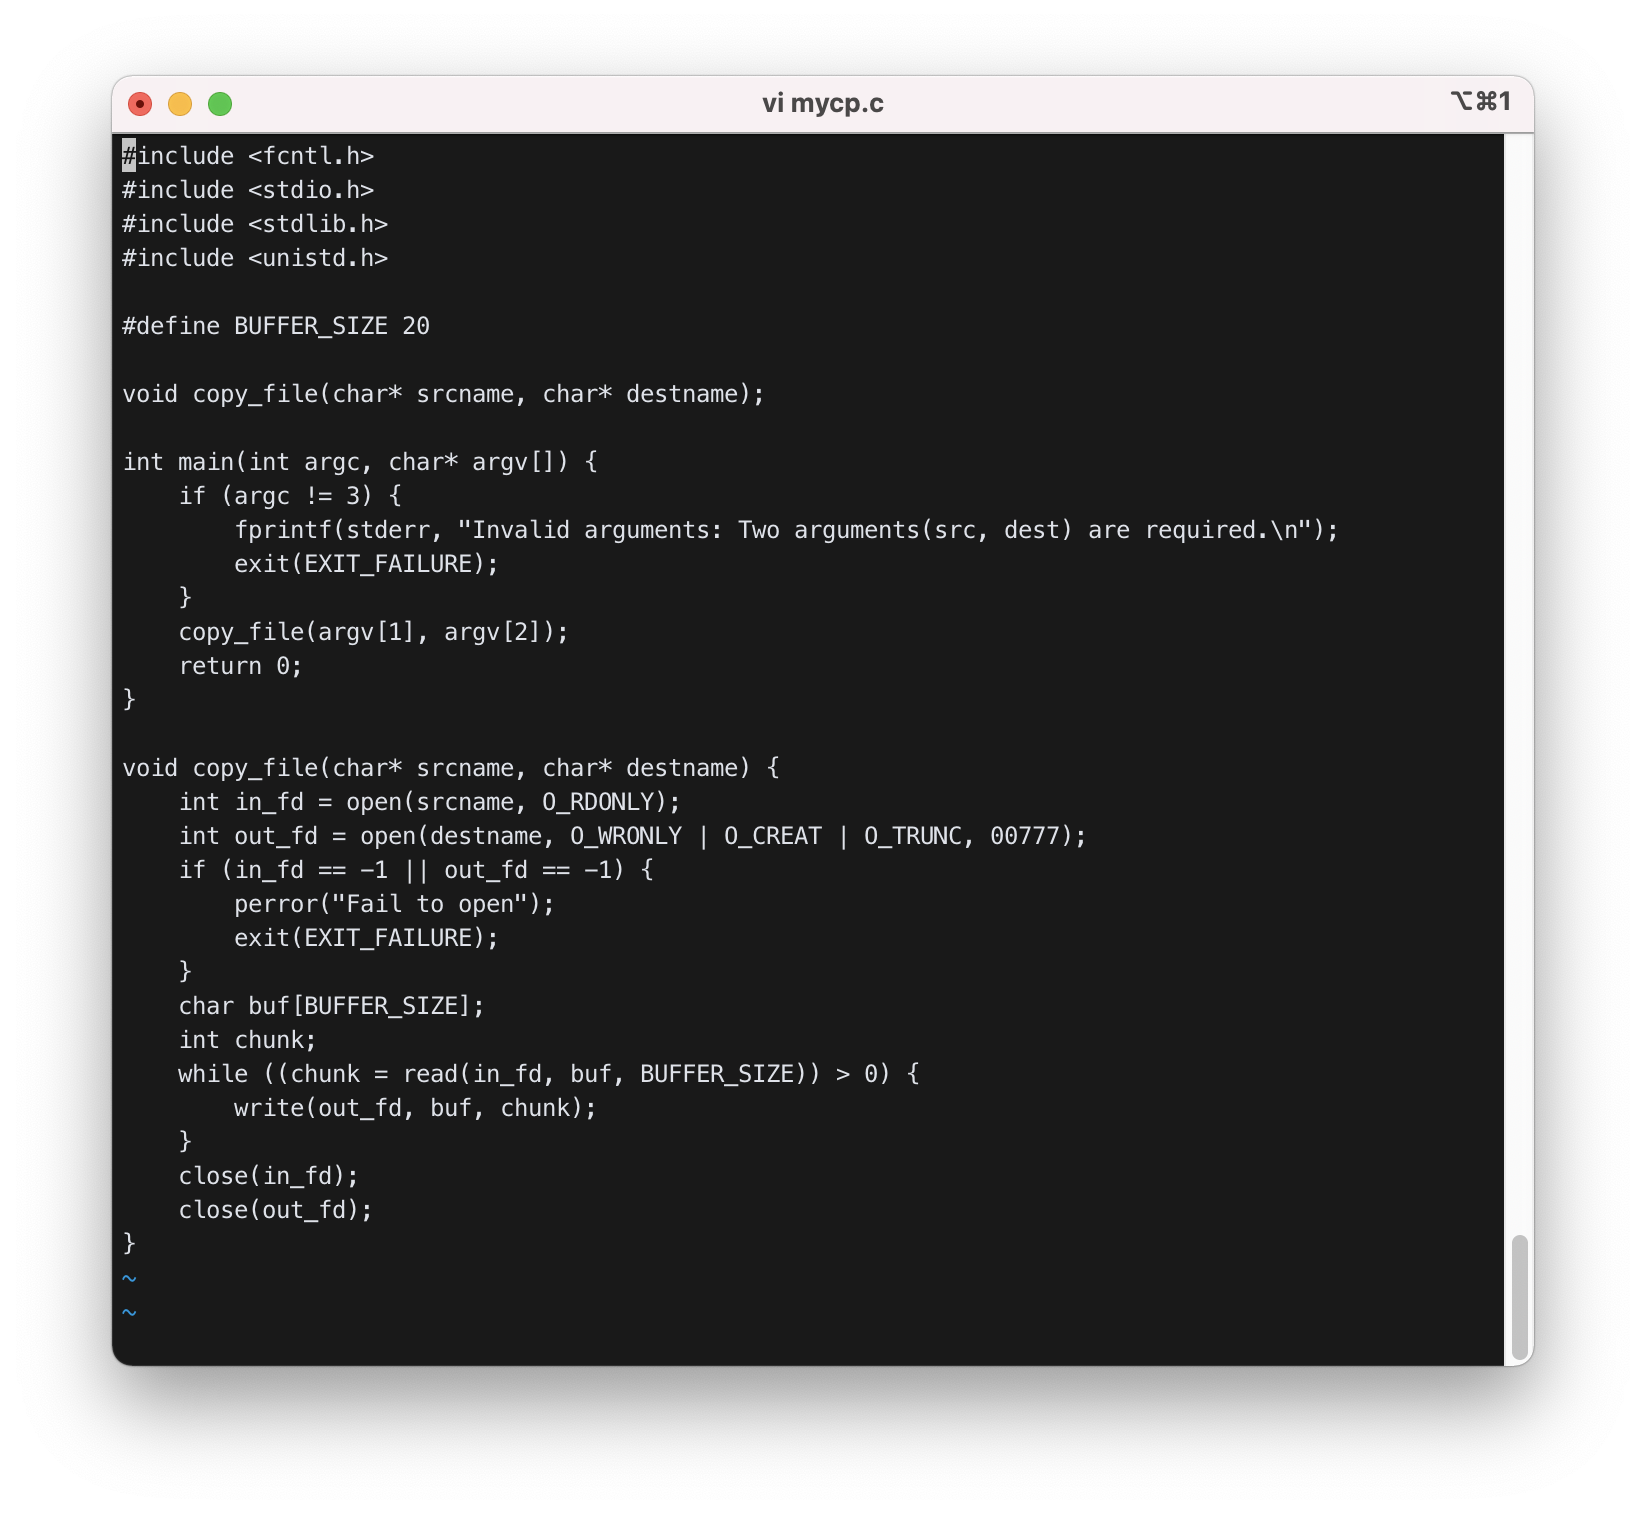 vi mycp.c
⌥⌘1
#include <fcntl.h>
#include <stdio.h>
#include <stdlib.h>
#include <unistd.h>

#define BUFFER_SIZE 20

void copy_file(char* srcname, char* destname);

int main(int argc, char* argv[]) {
    if (argc != 3) {
        fprintf(stderr, "Invalid arguments: Two arguments(src, dest) are required.\n");
        exit(EXIT_FAILURE);
    }
    copy_file(argv[1], argv[2]);
    return 0;
}

void copy_file(char* srcname, char* destname) {
    int in_fd = open(srcname, O_RDONLY);
    int out_fd = open(destname, O_WRONLY | O_CREAT | O_TRUNC, 00777);
    if (in_fd == -1 || out_fd == -1) {
        perror("Fail to open");
        exit(EXIT_FAILURE);
    }
    char buf[BUFFER_SIZE];
    int chunk;
    while ((chunk = read(in_fd, buf, BUFFER_SIZE)) > 0) {
        write(out_fd, buf, chunk);
    }
    close(in_fd);
    close(out_fd);
}
~
~